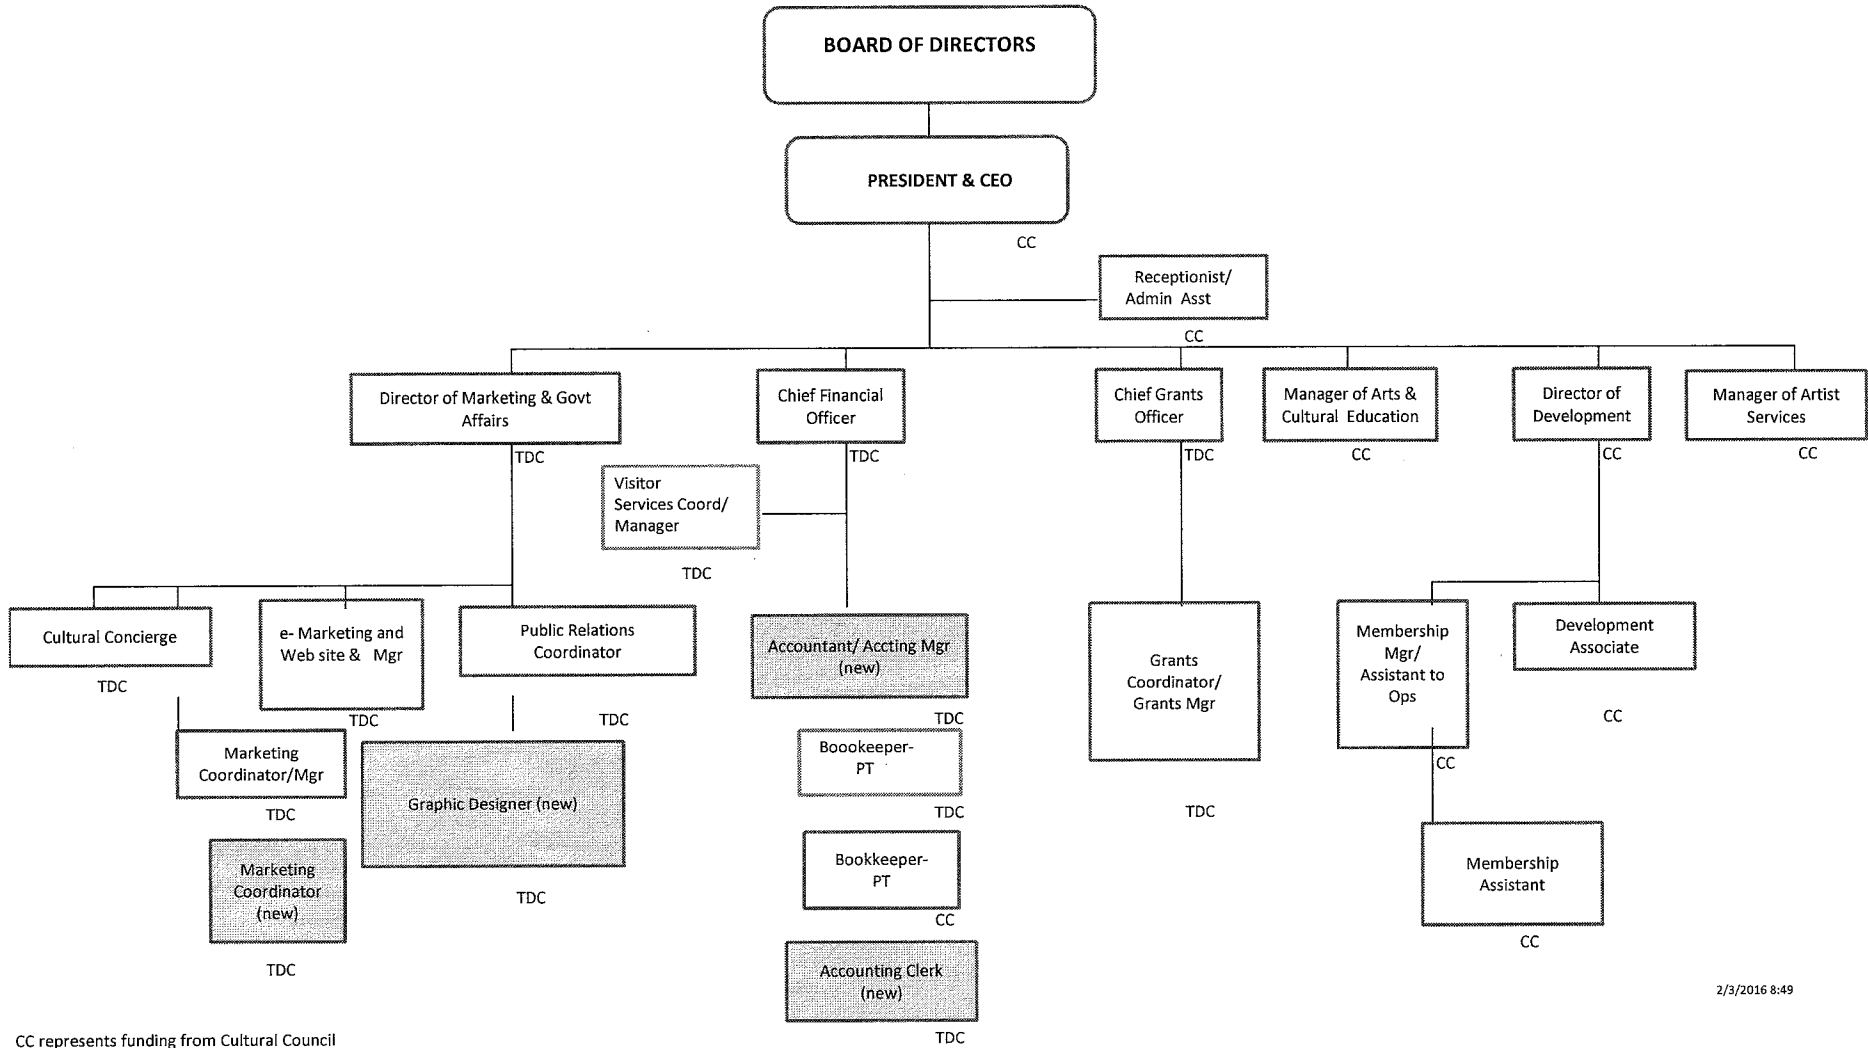 BOARD OF DIRECTORS
PRESIDENT & CEO
CC
Receptionist/
Admin Asst
CC
Director of Marketing & Govt
Affairs
TDC
Chief Financial
Officer
TDC
Chief Grants
Officer
TDC
Manager of Arts &
Cultural Education
CC
Director of
Development
CC
Manager of Artist
Services
CC
Visitor
Services Coord/
Manager
TDC
Cultural Concierge
TDC
e- Marketing and
Web site & Mgr
TDC
Public Relations
Coordinator
TDC
Accountant/ Accting Mgr
(new)
TDC
Grants
Coordinator/
Grants Mgr
TDC
Membership
Mgr/
Assistant to
Ops
CC
Development
Associate
CC
Marketing
Coordinator/Mgr
TDC
Graphic Designer (new)
TDC
Boookeeper-
PT
TDC
Marketing
Coordinator
(new)
TDC
Bookkeeper-
PT
CC
Membership
Assistant
CC
Accounting Clerk
(new)
TDC
2/3/2016 8:49
CC represents funding from Cultural Council